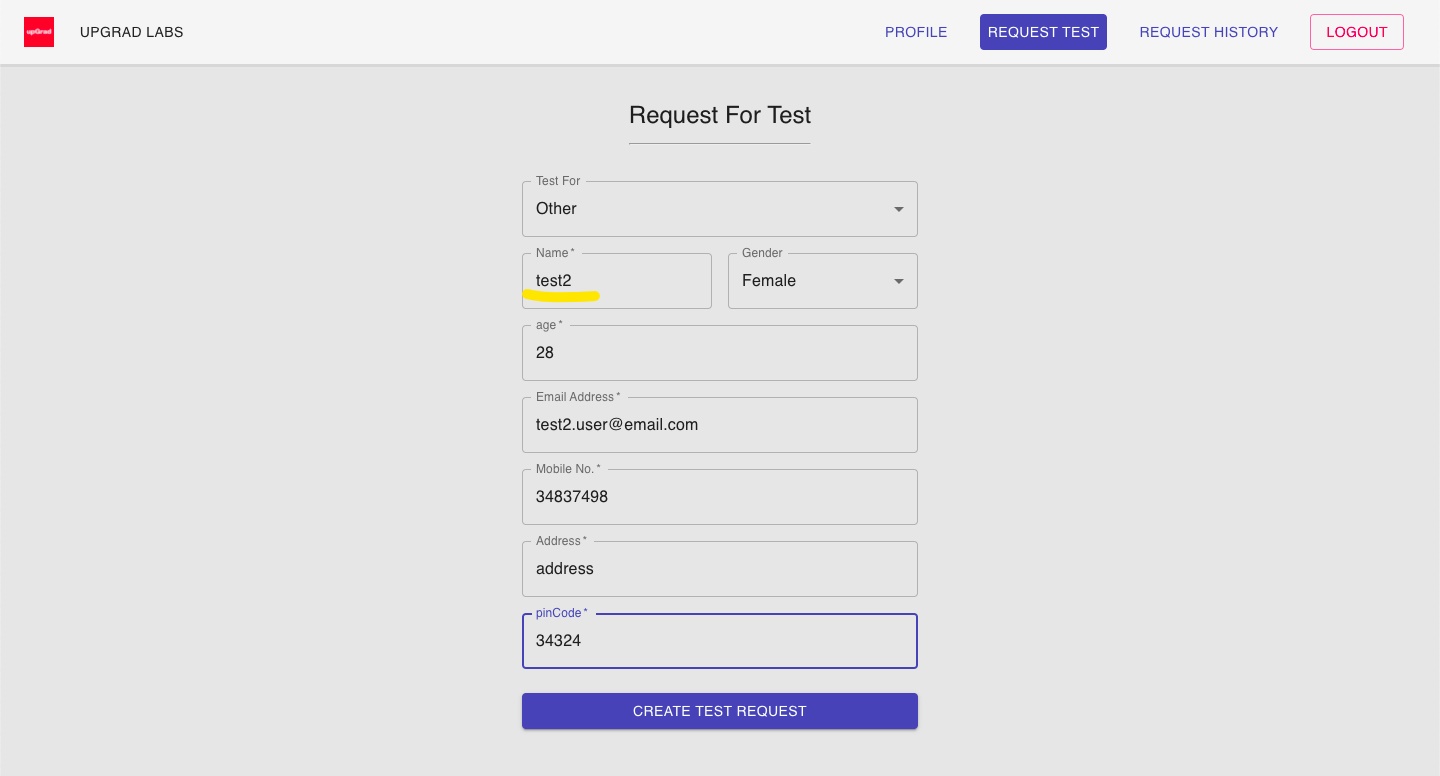 upGrad UPGRAD LABS PROFILE REQUEST TEST REQUEST HISTORY LOGOUT
Request For Test
Test For
Other
Name * Gender
test2 Female
age *
28
Email Address *
test2.user@email.com
Mobile No. *
34837498
Address *
address
pinCode *
34324
CREATE TEST REQUEST